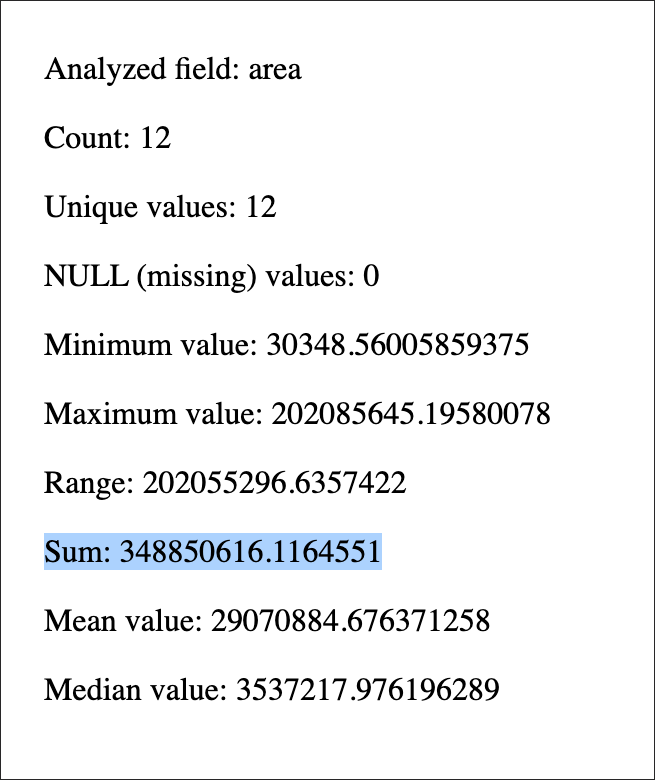 Analyzed field: area
Count: 12
Unique values: 12
NULL (missing) values: 0
Minimum value: 30348.56005859375
Maximum value: 202085645.19580078
Range: 202055296.6357422
Sum: 348850616.1164551
Mean value: 29070884.676371258
Median value: 3537217.976196289